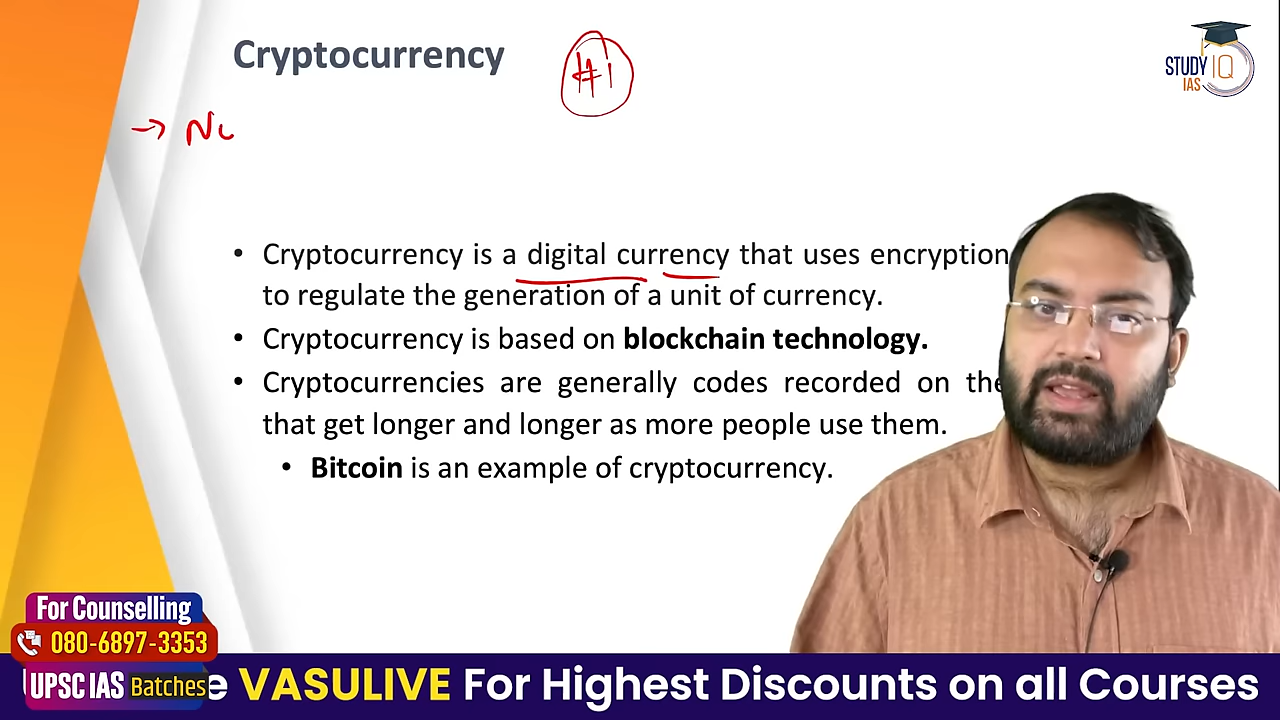 Cryptocurrency
#1
STUDY IQ
IAS
→
• Cryptocurrency is a digital currency that uses encryption
to regulate the generation of a unit of currency.
• Cryptocurrency is based on blockchain technology.
• Cryptocurrencies are generally codes recorded on the
that get longer and longer as more people use them.
• Bitcoin is an example of cryptocurrency.
For Counselling
080-6897-3353
UPSC IAS Batches
VASULIVE For Highest Discounts on all Courses